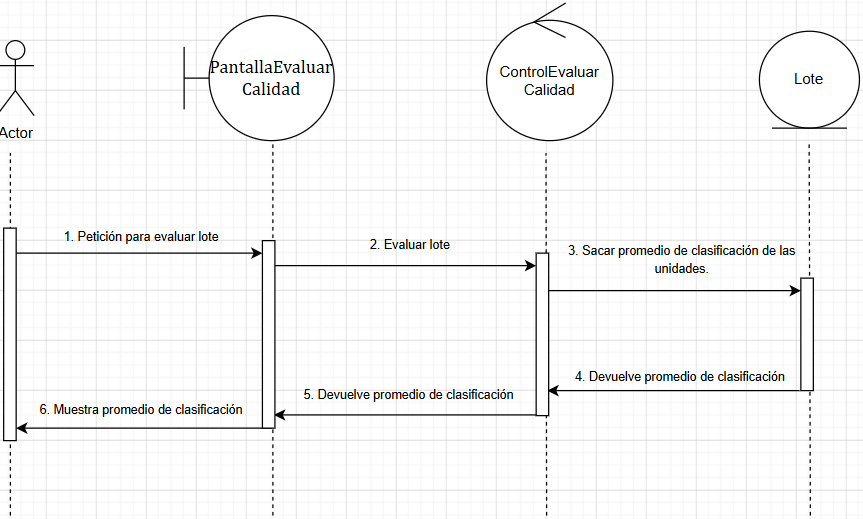 PantallaEvaluar
Calidad
ControlEvaluar
Calidad
Lote
Actor
1. Petición para evaluar lote
2. Evaluar lote
3. Sacar promedio de clasificación de las
unidades.
4. Devuelve promedio de clasificación
5. Devuelve promedio de clasificación
6. Muestra promedio de clasificación